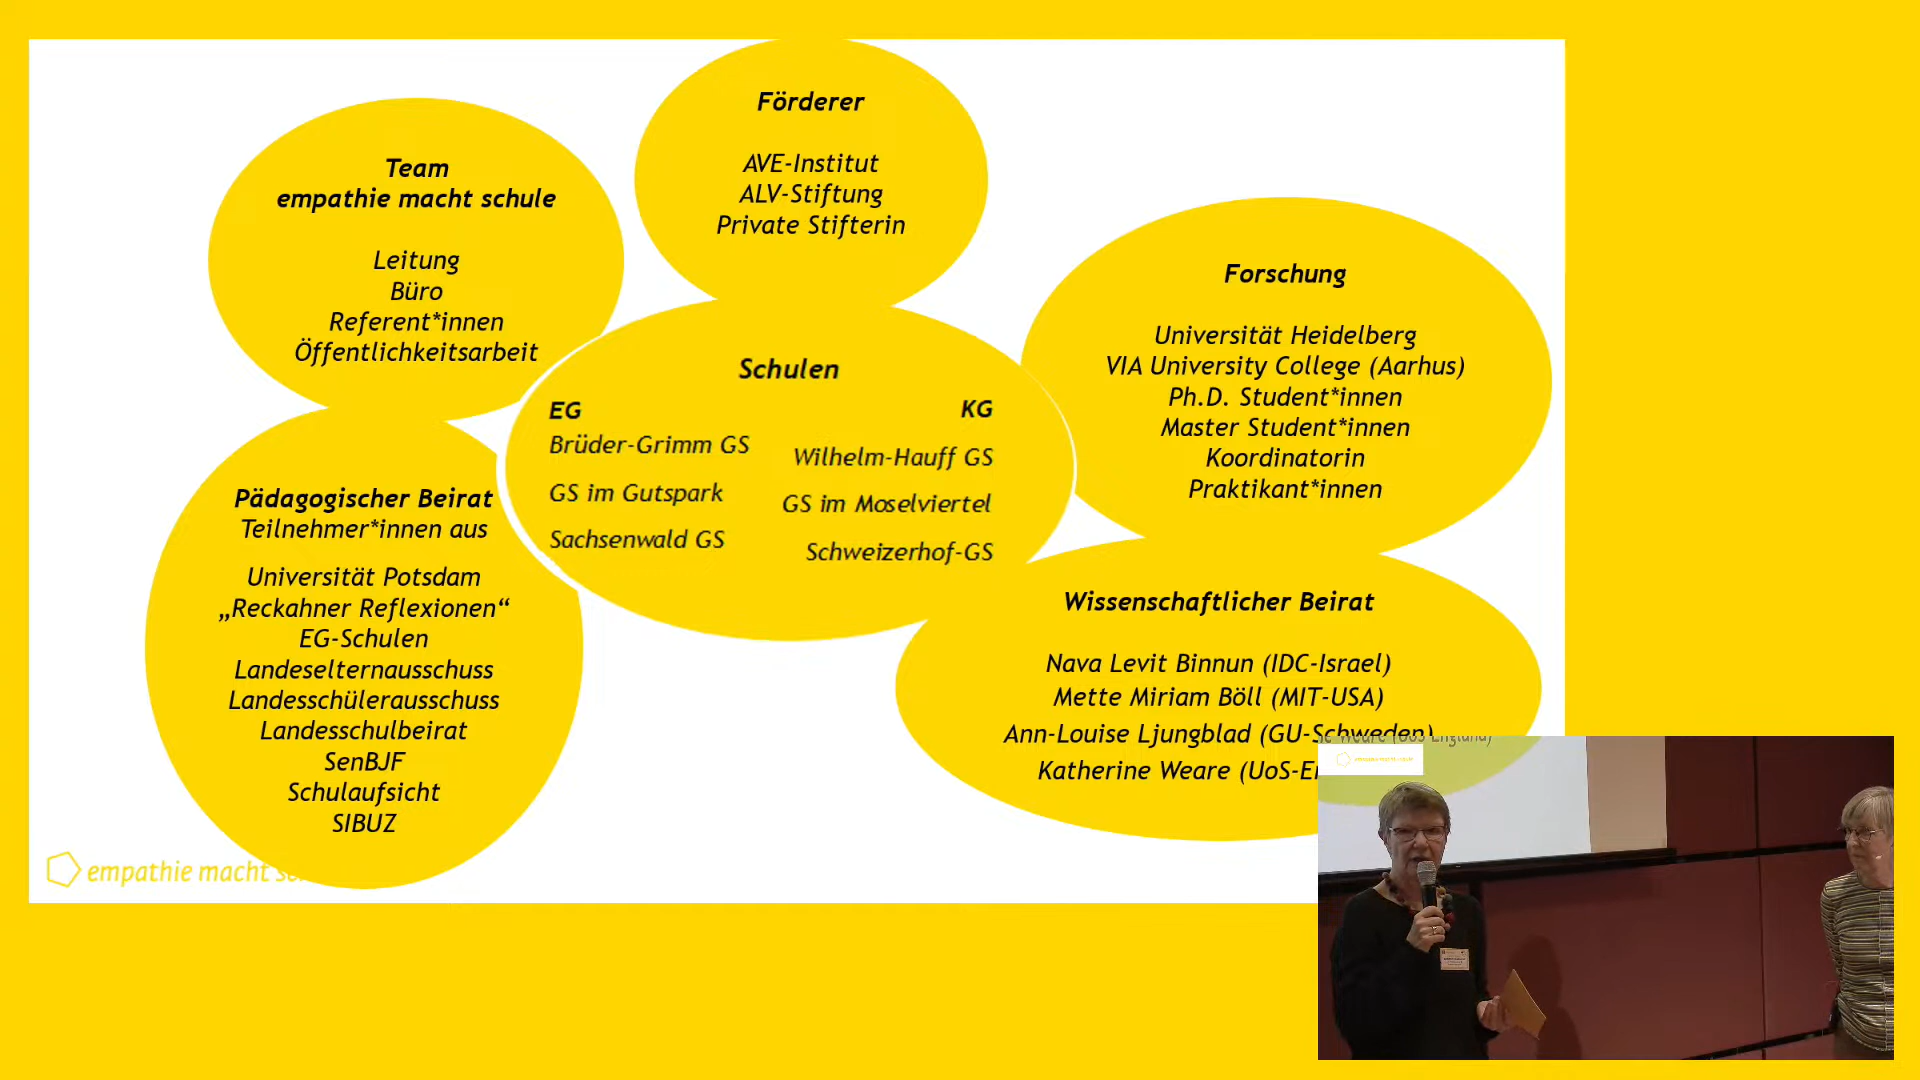 Förderer
AVE-Institut
ALV-Stiftung
Private Stifterin
Team
empathie macht schule
Leitung
Büro
Referent*innen
Öffentlichkeitsarbeit
Forschung
Universität Heidelberg
VIA University College (Aarhus)
Ph.D. Student*innen
Master Student*innen
Koordinatorin
Praktikant*innen
Schulen
EG
Brüder-Grimm GS
GS im Gutspark
Sachsenwald GS
KG
Wilhelm-Hauff GS
GS im Moselviertel
Schweizerhof-GS
Pädagogischer Beirat
Teilnehmer*innen aus
Universität Potsdam
„Reckahner Reflexionen“
EG-Schulen
Landeselternausschuss
Landesschülerausschuss
Landesschulbeirat
SenBJF
Schulaufsicht
SIBUZ
Wissenschaftlicher Beirat
Nava Levit Binnun (IDC-Israel)
Mette Miriam Böll (MIT-USA)
Ann-Louise Ljungblad (GU-Schweden)
Katherine Weare
Weare (UoS England)
empathie macht